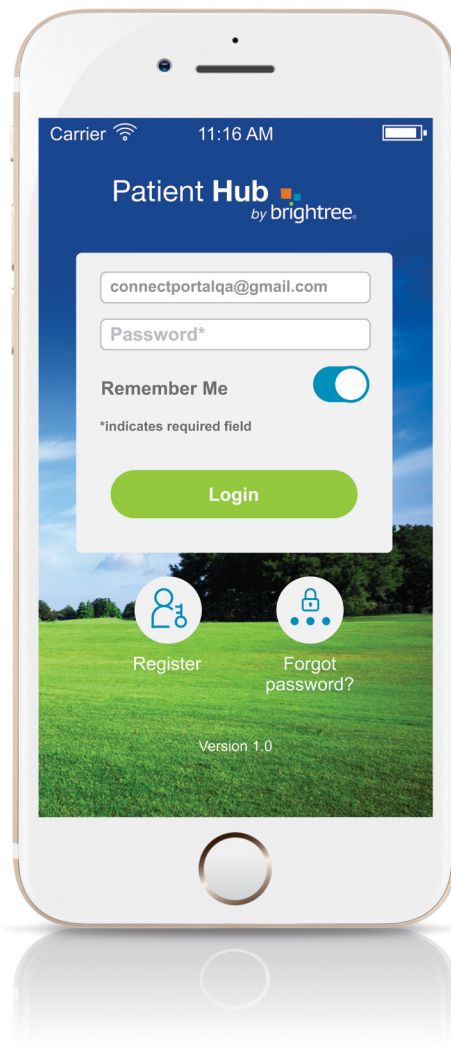 Carrier 11:16 AM
Patient Hub
by brightree.
connectportalqa@gmail.com
Password*
Remember Me
*indicates required field
Login
Register
Forgot
password?
Version 1.0